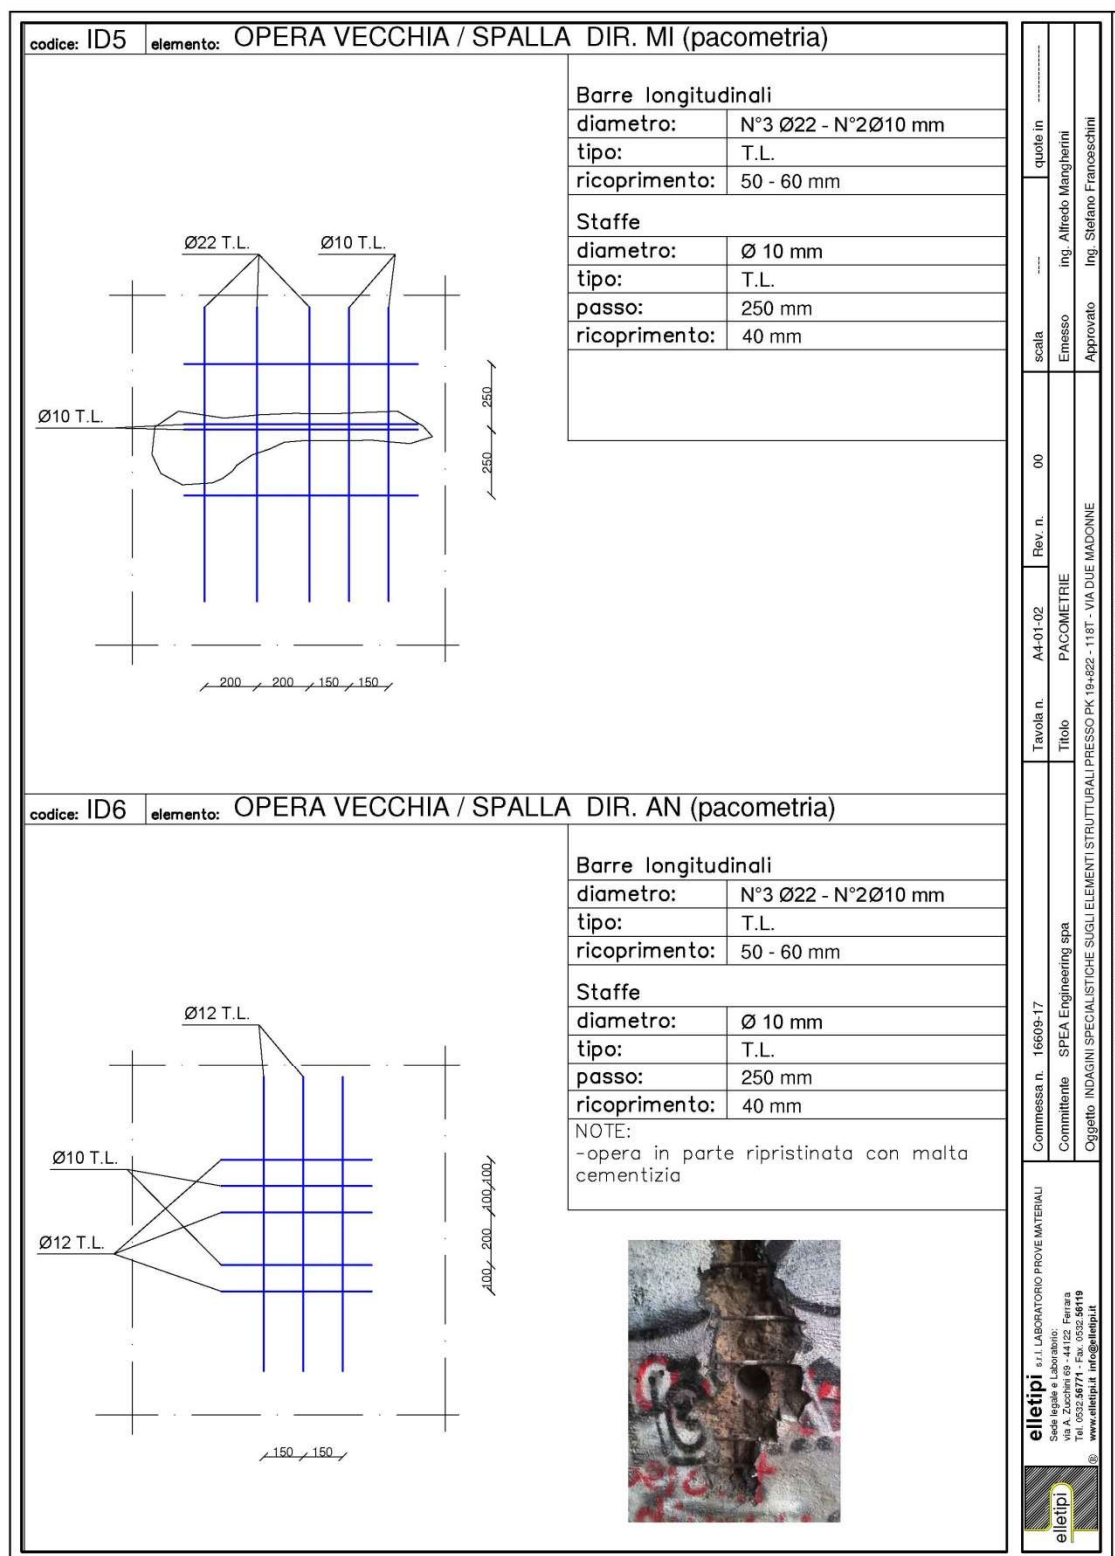 codice: ID5 elemento: OPERA VECCHIA / SPALLA DIR. MI (pacometria)
Barre longitudinali
diametro: N°3 Ø22 - N°2Ø10 mm
tipo: T.L.
ricoprimento: 50 - 60 mm
Staffe
diametro: Ø 10 mm
tipo: T.L.
passo: 250 mm
ricoprimento: 40 mm
Ø22 T.L. Ø10 T.L.
Ø10 T.L.
250
250
200 200 150 150
codice: ID6 elemento: OPERA VECCHIA / SPALLA DIR. AN (pacometria)
Barre longitudinali
diametro: N°3 Ø22 - N°2Ø10 mm
tipo: T.L.
ricoprimento: 50 - 60 mm
Staffe
diametro: Ø 10 mm
tipo: T.L.
passo: 250 mm
ricoprimento: 40 mm
NOTE:
-opera in parte ripristinata con malta
cementizia
Ø12 T.L.
Ø10 T.L.
Ø12 T.L.
100
100
200
100
150 150
elletipi
elletipi s.r.l. LABORATORIO PROVE MATERIALI
Sede legale e Laboratorio:
via A. Zucchini 69 - 44122 Ferrara
Tel. 0532.56771 - Fax. 0532.56119
www.elletipi.it info@elletipi.it
®
Commessa n. 16609-17 Tavola n. A4-01-02 Rev. n. 00 scala ---- quote in ------------
Committente SPEA Engineering spa Titolo PACOMETRIE Emesso ing. Alfredo Mangherini
Oggetto INDAGINI SPECIALISTICHE SUGLI ELEMENTI STRUTTURALI PRESSO PK 19+822 - 118T - VIA DUE MADONNE Approvato Ing. Stefano Franceschini